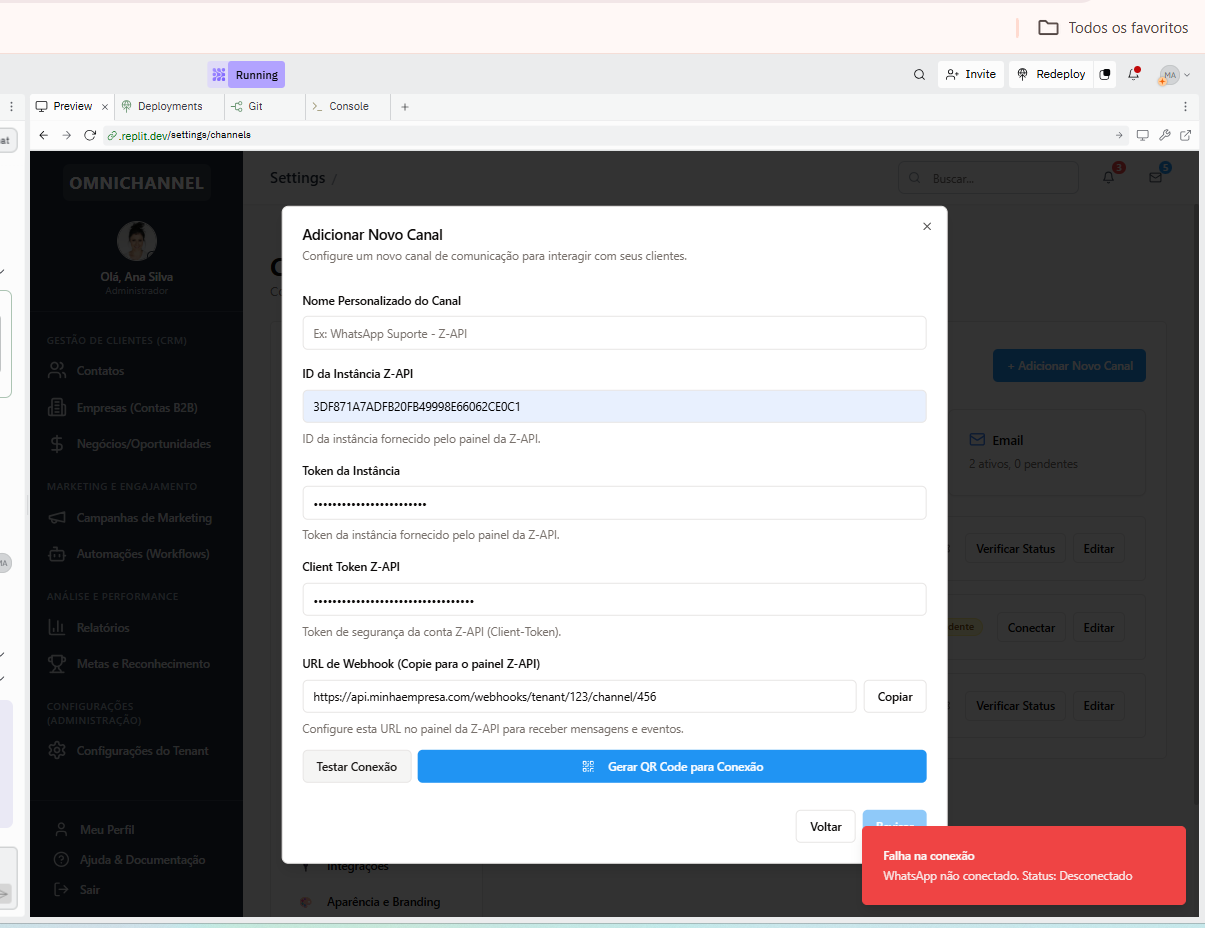 Todos os favoritos
Running
Invite
Redeploy
MA
Preview
Deployments
Git
Console
.replit.dev/settings/channels
at
OMNICHANNEL
Settings /
Buscar...
3
5
Olá, Ana Silva
Administrador
GESTÃO DE CLIENTES (CRM)
Contatos
Empresas (Contas B2B)
Negócios/Oportunidades
MARKETING E ENGAJAMENTO
Campanhas de Marketing
Automações (Workflows)
ANÁLISE E PERFORMANCE
Relatórios
Metas e Reconhecimento
CONFIGURAÇÕES
(ADMINISTRAÇÃO)
Configurações do Tenant
Meu Perfil
Ajuda & Documentação
Sair
MA
Adicionar Novo Canal
Configure um novo canal de comunicação para interagir com seus clientes.
Nome Personalizado do Canal
Ex: WhatsApp Suporte - Z-API
ID da Instância Z-API
3DF871A7ADFB20FB49998E66062CE0C1
ID da instância fornecido pelo painel da Z-API.
Token da Instância
Token da instância fornecido pelo painel da Z-API.
Client Token Z-API
Token de segurança da conta Z-API (Client-Token).
URL de Webhook (Copie para o painel Z-API)
https://api.minhaempresa.com/webhooks/tenant/123/channel/456
Copiar
Configure esta URL no painel da Z-API para receber mensagens e eventos.
Testar Conexão
Gerar QR Code para Conexão
Voltar
+ Adicionar Novo Canal
Email
2 ativos, 0 pendentes
Verificar Status
Editar
dente
Conectar
Editar
Verificar Status
Editar
Integrações
Aparência e Branding
Falha na conexão
WhatsApp não conectado. Status: Desconectado